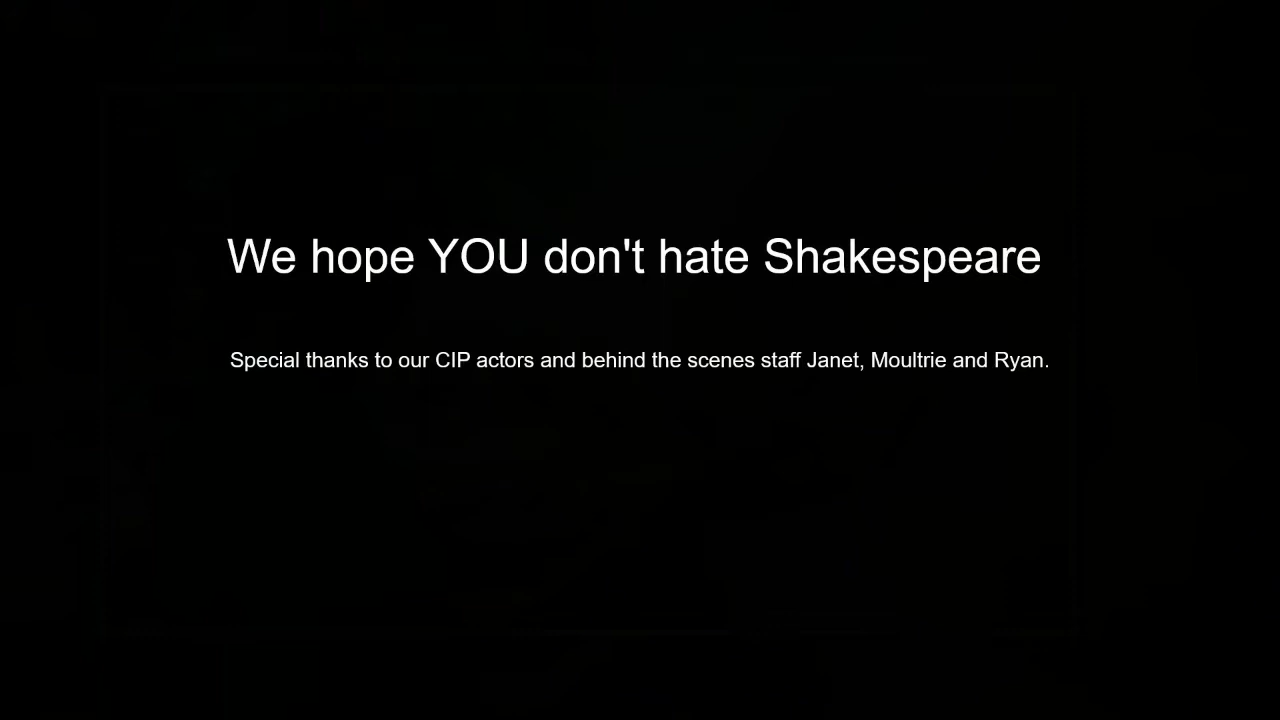 We hope YOU don't hate Shakespeare
Special thanks to our CIP actors and behind the scenes staff Janet, Moultrie and Ryan.